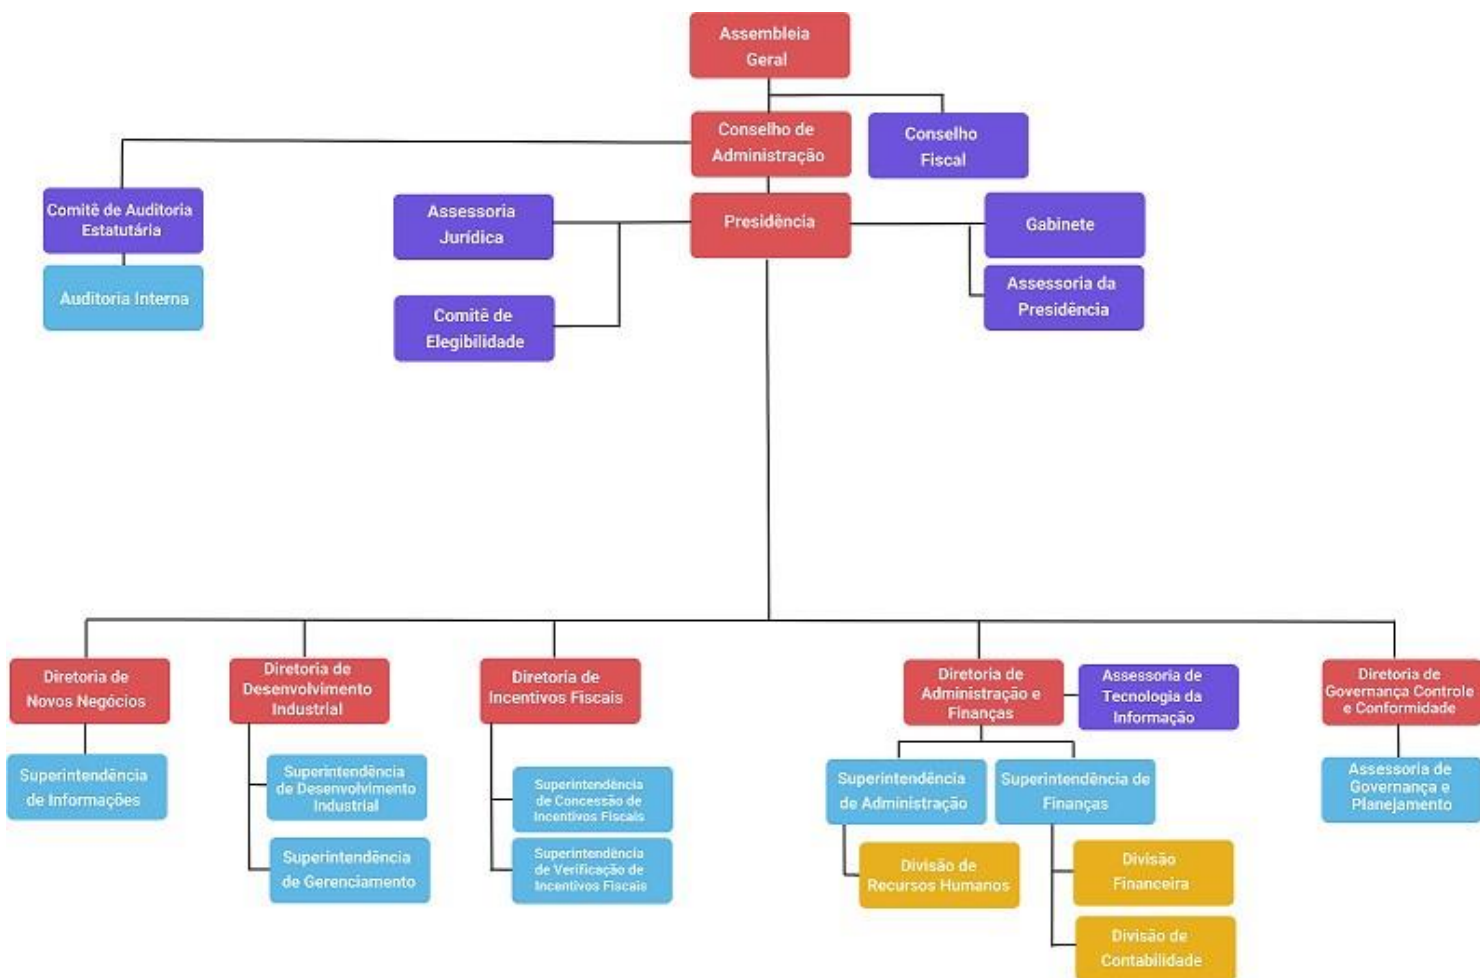 Assembleia
Geral
Conselho de
Administração
Conselho
Fiscal
Comitê de Auditoria
Estatutária
Auditoria Interna
Assessoria
Jurídica
Comitê de
Elegibilidade
Presidência
Gabinete
Assessoria da
Presidência
Diretoria de
Novos Negócios
Superintendência
de Informações
Diretoria de
Desenvolvimento
Industrial
Superintendência
de Desenvolvimento
Industrial
Superintendência
de Gerenciamento
Diretoria de
Incentivos Fiscais
Superintendência
de Concessão de
Incentivos Fiscais
Superintendência
de Verificação de
Incentivos Fiscais
Diretoria de
Administração e
Finanças
Assessoria de
Tecnologia da
Informação
Superintendência
de Administração
Divisão de
Recursos Humanos
Superintendência de
Finanças
Divisão
Financeira
Divisão de
Contabilidade
Diretoria de
Governança Controle
e Conformidade
Assessoria de
Governança e
Planejamento